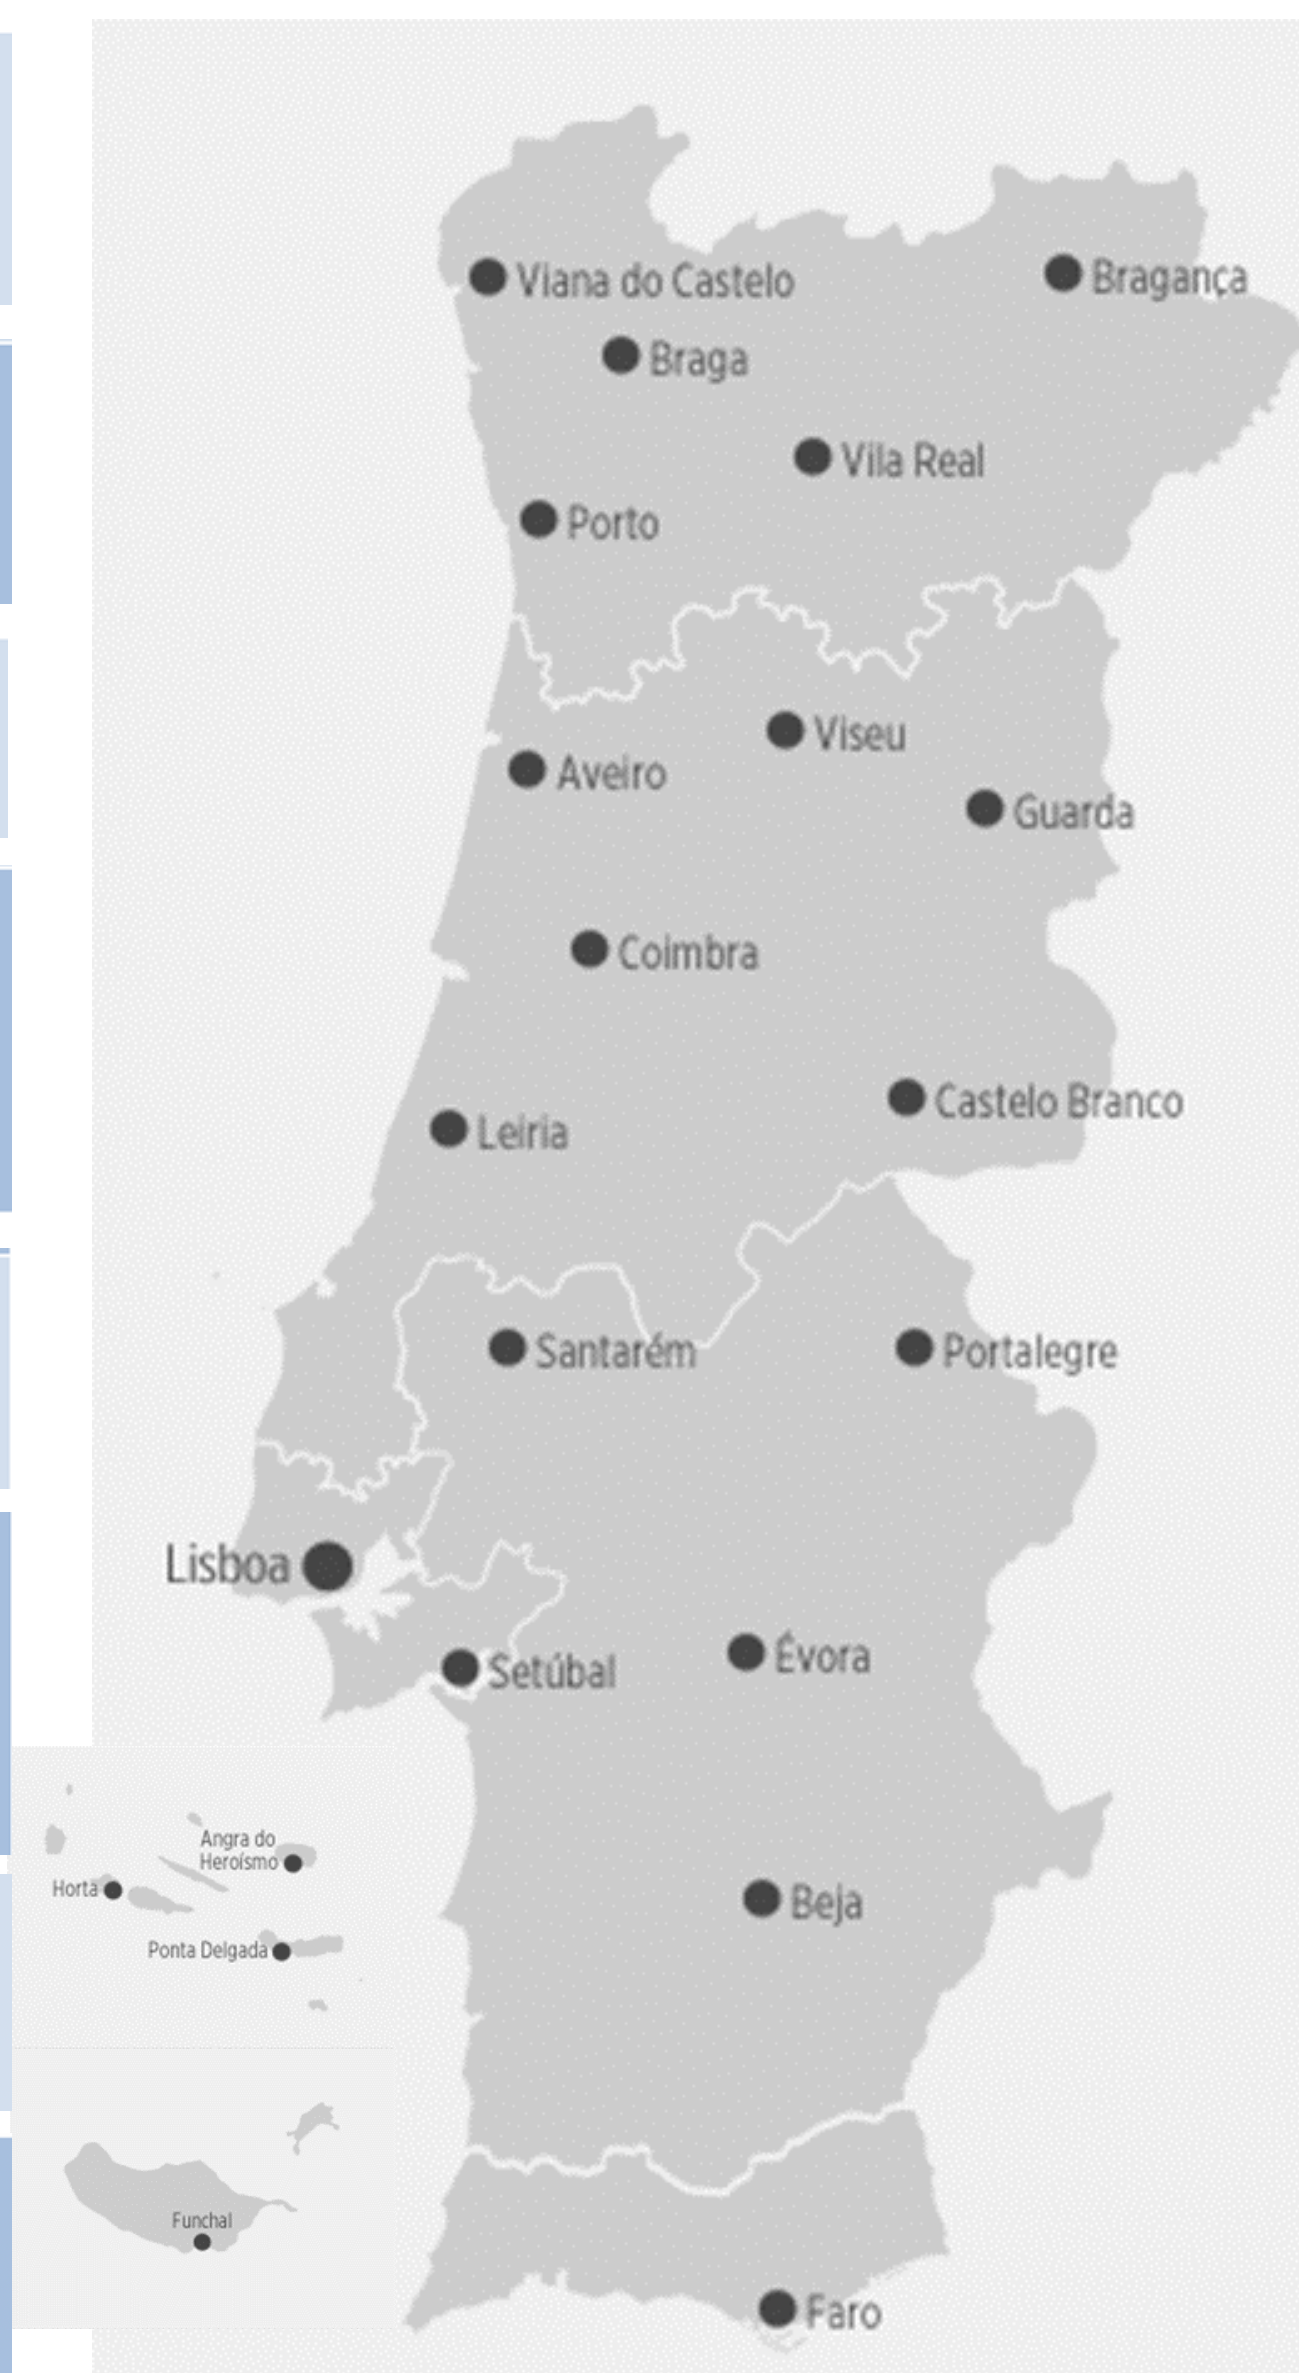 Viana do Castelo
Bragança
Braga
Vila Real
Porto
Viseu
Aveiro
Guarda
Coimbra
Castelo Branco
Leiria
Santarém
Portalegre
Lisboa
Évora
Setúbal
Angra do
Heroísmo
Horta
Beja
Ponta Delgada
Funchal
Faro